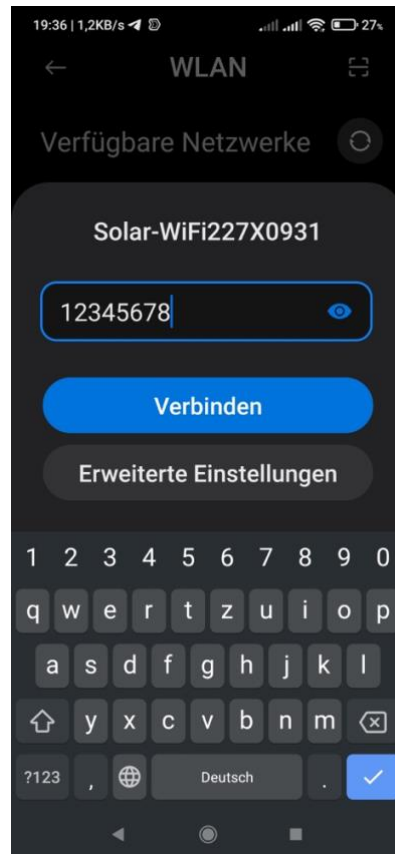 19:36 | 1,2KB/s 27%
WLAN
Verfügbare Netzwerke
Solar-WiFi227X0931
12345678
Verbinden
Erweiterte Einstellungen
1 2 3 4 5 6 7 8 9 0
q w e r t z u i o p
a s d f g h j k l
y x c v b n m
?123 , Deutsch .